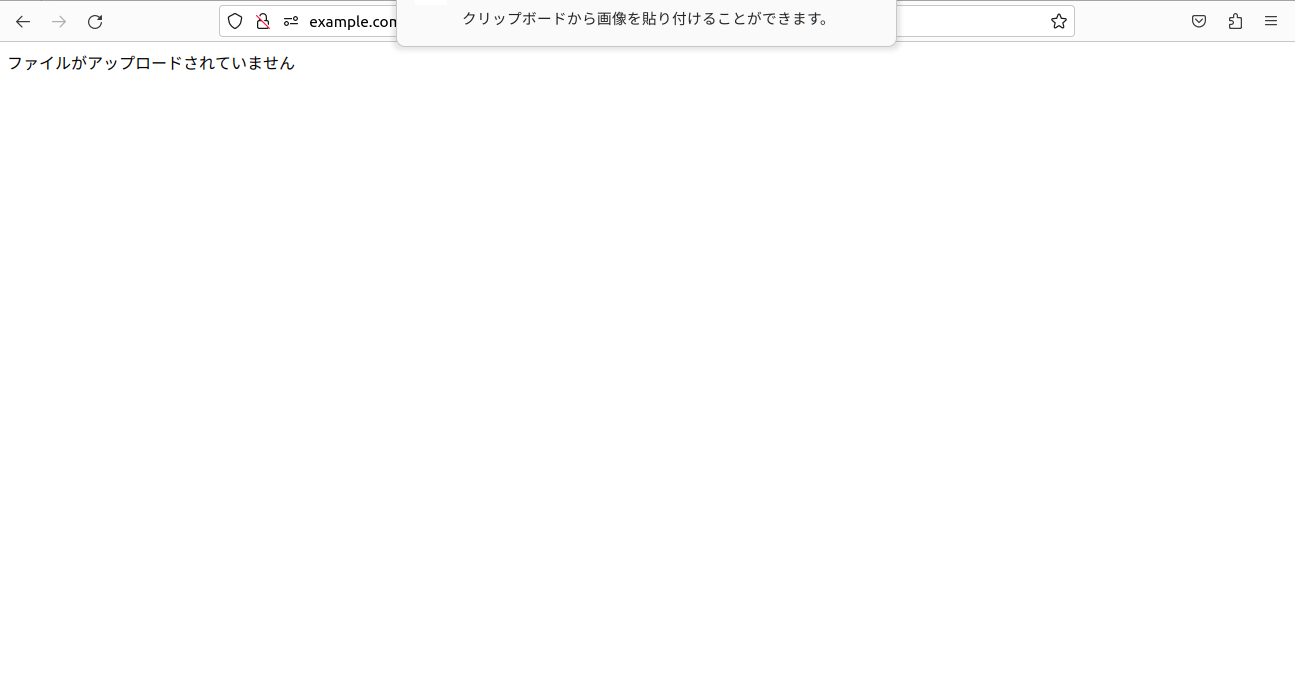 クリップボードから画像を貼り付けることができます。
example.com
ファイルがアップロードされていません